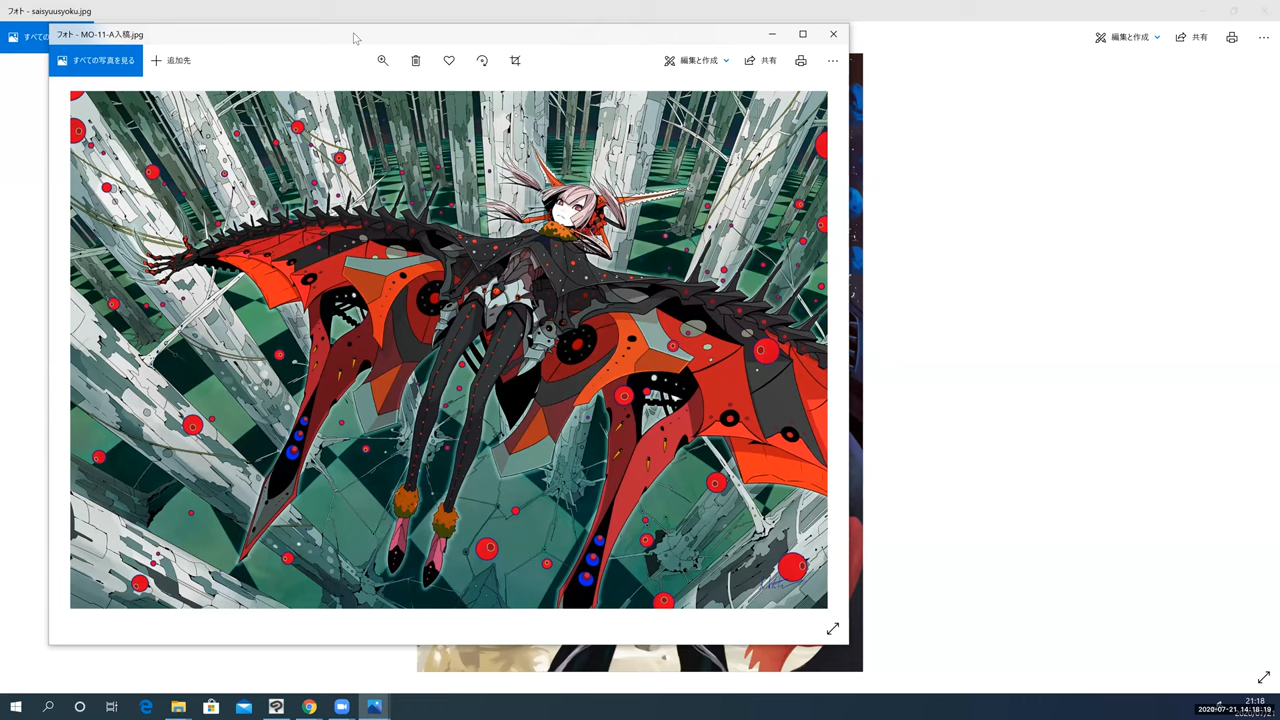 フォト - saisyuusyoku.jpg
すべての
編集と作成
共有
フォト - MO-11-A入稿.jpg
すべての写真を見る
追加先
編集と作成
共有
21:18
2020-07-21 14:18:19